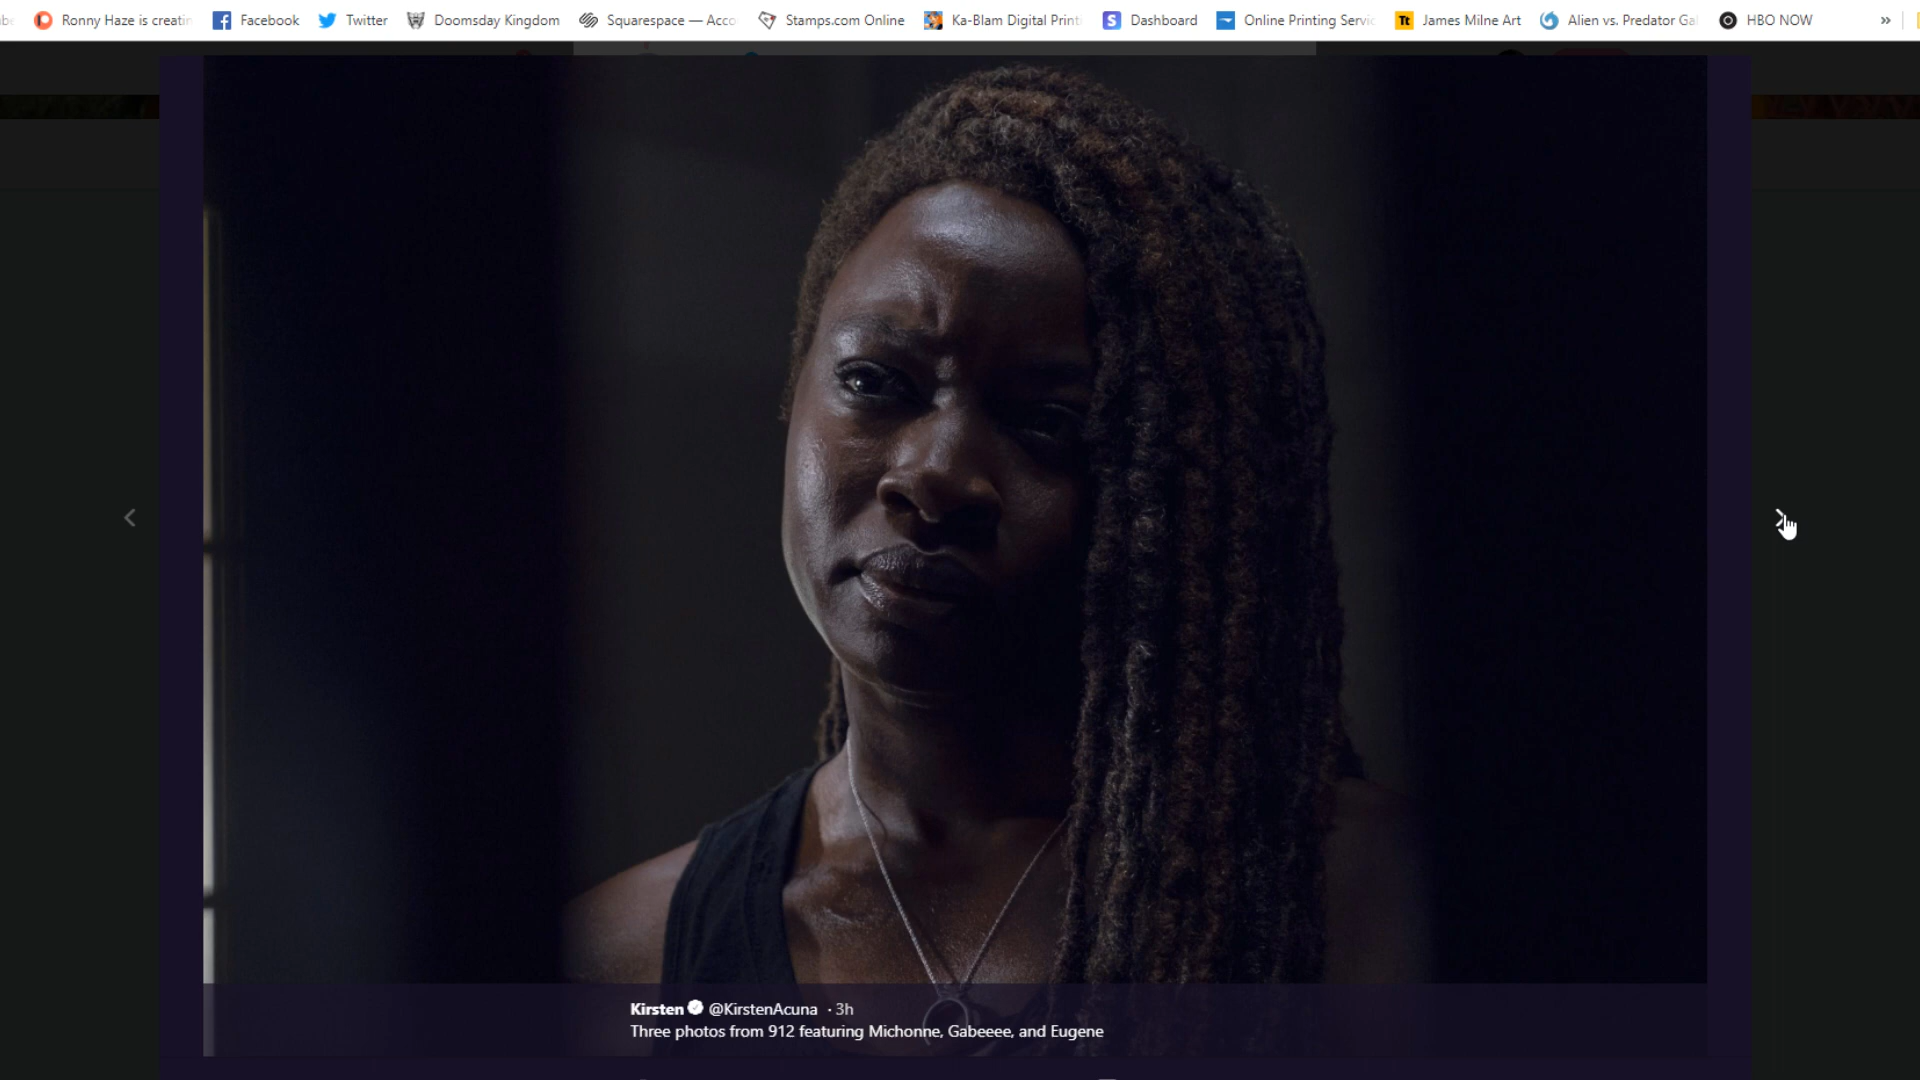 Ronny Haze is creatin
Facebook
Twitter
Doomsday Kingdom
Squarespace — Acco
Stamps.com Online
Ka-Blam Digital Print
Dashboard
Online Printing Servic
Tt James Milne Art
Alien vs. Predator Ga
HBO NOW
»
Kirsten @KirstenAcuna · 3h
Three photos from 912 featuring Michonne, Gabeeee, and Eugene